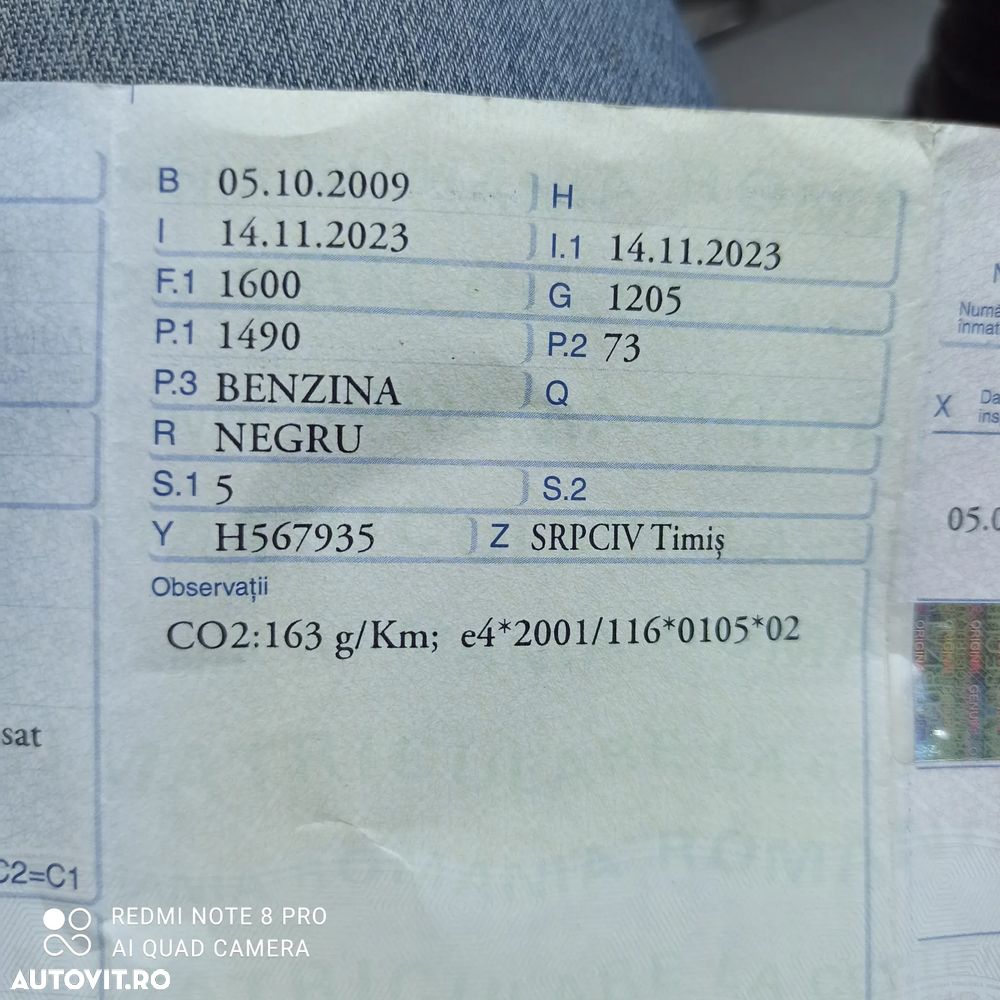 B 05.10.2009 H
I 14.11.2023 I.1 14.11.2023
F.1 1600 G 1205
P.1 1490 P.2 73
P.3 BENZINA Q
R NEGRU
S.1 5 S.2
Y H567935 Z SRPCIV Timiș
Observații
CO2:163 g/Km; e4*2001/116*0105*02
sat
C2=C1
X
05.0
ORIGINAL
GENUIN
REDMI NOTE 8 PRO
AI QUAD CAMERA
AUTOVIT.RO